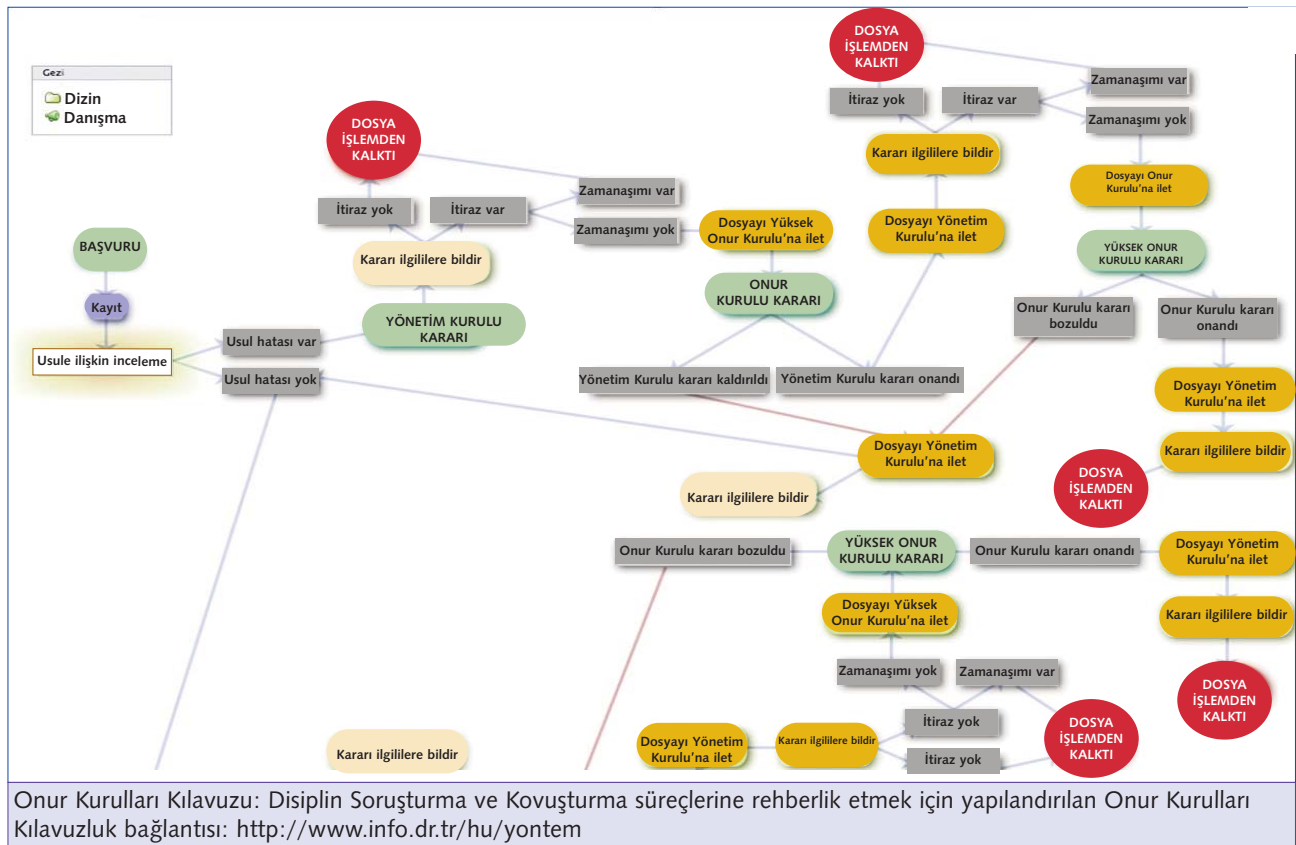 Gezi
Dizin
Danışma
BAŞVURU
Kayıt
Usule ilişkin inceleme
Usul hatası var
Usul hatası yok
YÖNETİM KURULU
KARARI
Kararı ilgililere bildir
İtiraz yok
İtiraz var
DOSYA
İŞLEMDEN
KALKTI
Zamanaşımı var
Zamanaşımı yok
Dosyayı Yüksek
Onur Kurulu'na ilet
ONUR
KURULU KARARI
Yönetim Kurulu kararı kaldırıldı
Yönetim Kurulu kararı onandı
Dosyayı Yönetim
Kurulu'na ilet
Kararı ilgililere bildir
İtiraz yok
İtiraz var
DOSYA
İŞLEMDEN
KALKTI
Zamanaşımı var
Zamanaşımı yok
Dosyayı Onur
Kurulu'na ilet
YÜKSEK ONUR
KURULU KARARI
Onur Kurulu kararı
bozuldu
Onur Kurulu kararı
onandı
Dosyayı Yönetim
Kurulu'na ilet
Kararı ilgililere bildir
DOSYA
İŞLEMDEN
KALKTI
Dosyayı Yönetim
Kurulu'na ilet
Kararı ilgililere bildir
Onur Kurulu kararı bozuldu
YÜKSEK ONUR
KURULU KARARI
Onur Kurulu kararı onandı
Dosyayı Yönetim
Kurulu'na ilet
Kararı ilgililere bildir
DOSYA
İŞLEMDEN
KALKTI
Dosyayı Yüksek
Onur Kurulu'na ilet
Zamanaşımı yok
Zamanaşımı var
İtiraz yok
İtiraz yok
DOSYA
İŞLEMDEN
KALKTI
Kararı ilgililere bildir
Dosyayı Yönetim
Kurulu'na ilet
Kararı ilgililere bildir
Onur Kurulları Kılavuzu: Disiplin Soruşturma ve Kovuşturma süreçlerine rehberlik etmek için yapılandırılan Onur Kurulları
Kılavuzluk bağlantısı: http://www.info.dr.tr/hu/yontem